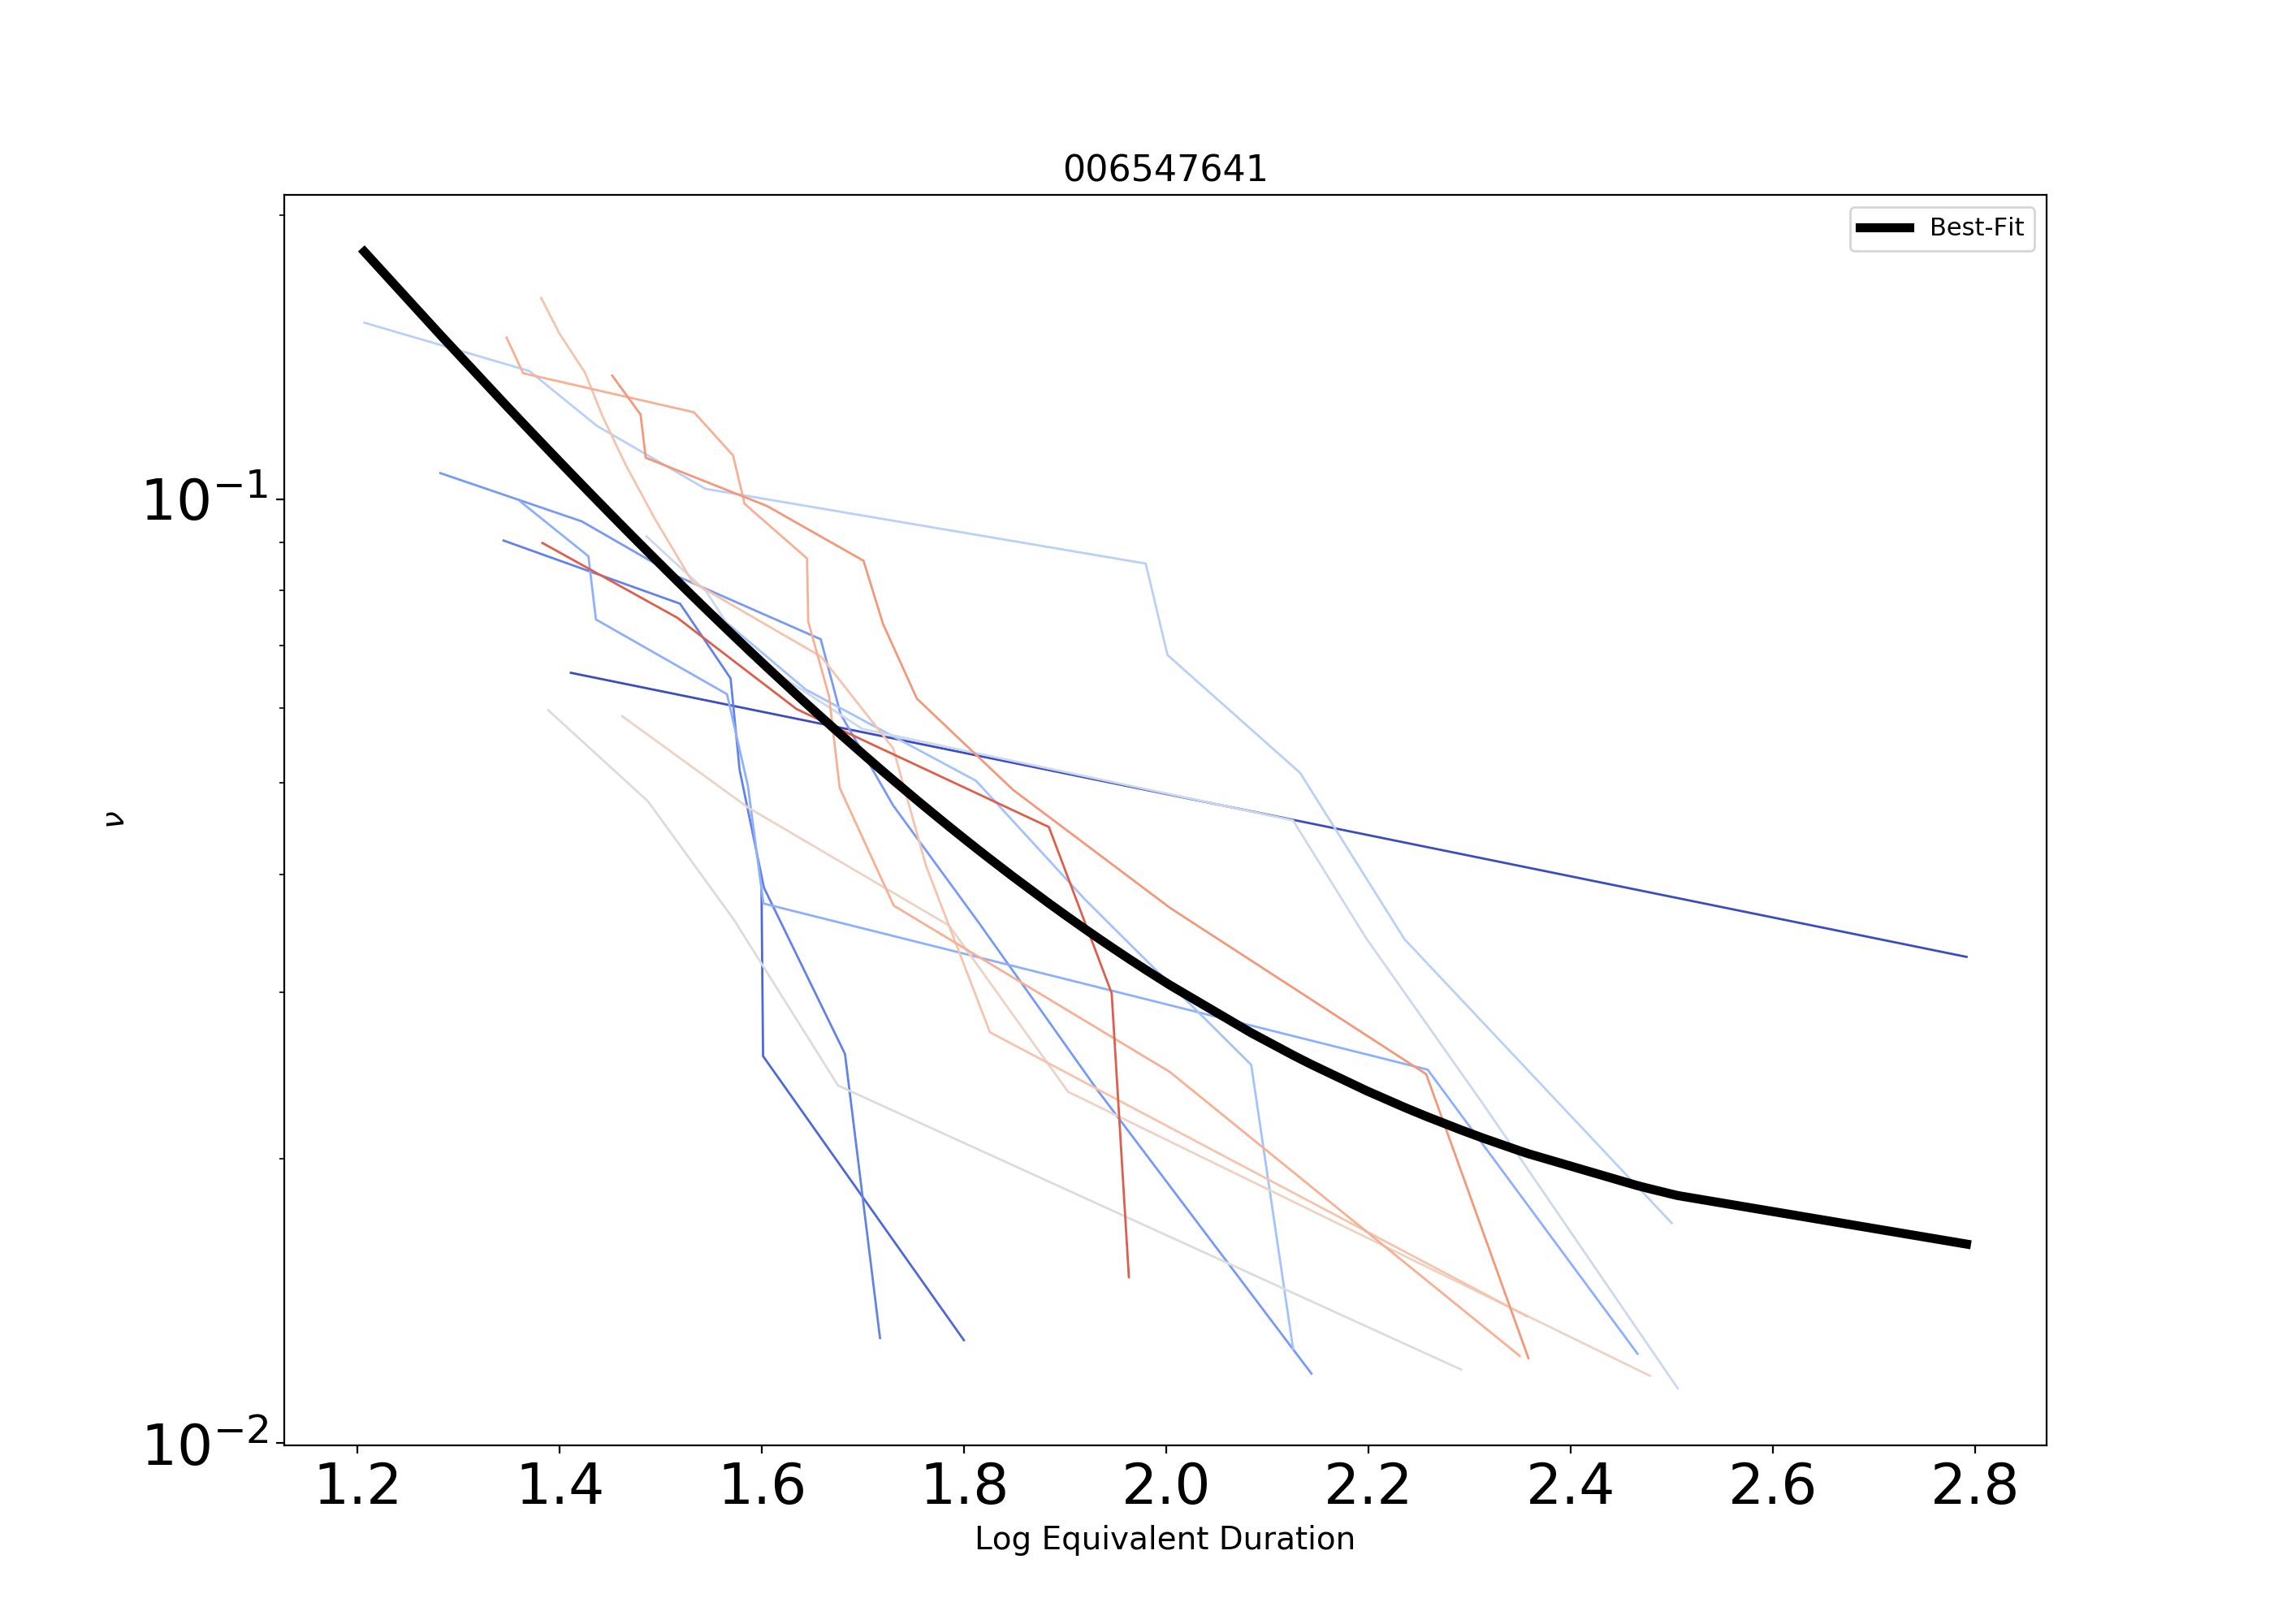 006547641
Best-Fit
10⁻¹
ν
10⁻²
1.2 1.4 1.6 1.8 2.0 2.2 2.4 2.6 2.8
Log Equivalent Duration